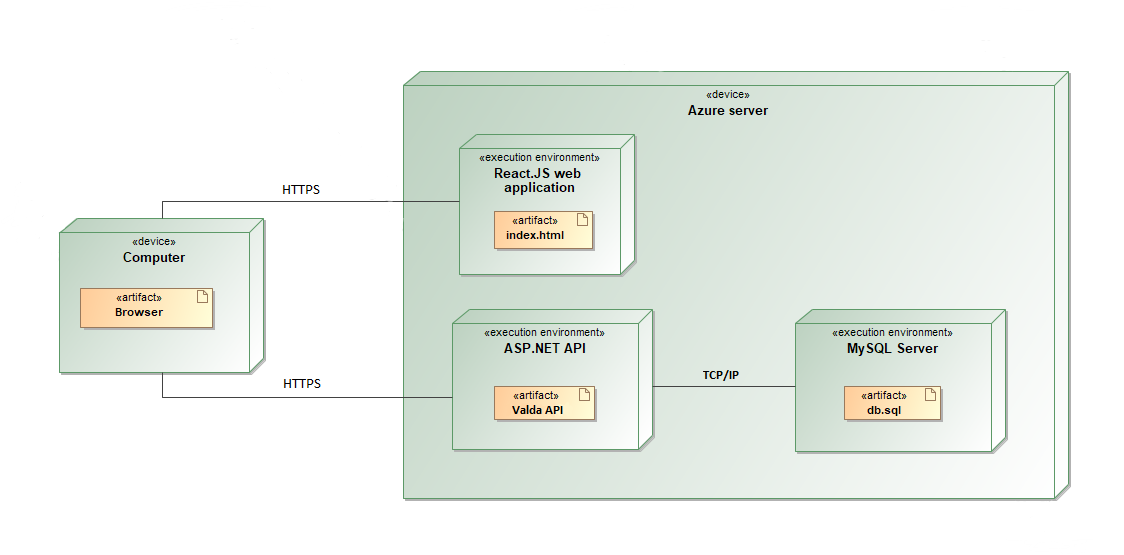 «device»
Azure server
«execution environment»
React.JS web
application
«artifact»
index.html
HTTPS
«device»
Computer
«artifact»
Browser
HTTPS
«execution environment»
ASP.NET API
«artifact»
Valda API
TCP/IP
«execution environment»
MySQL Server
«artifact»
db.sql